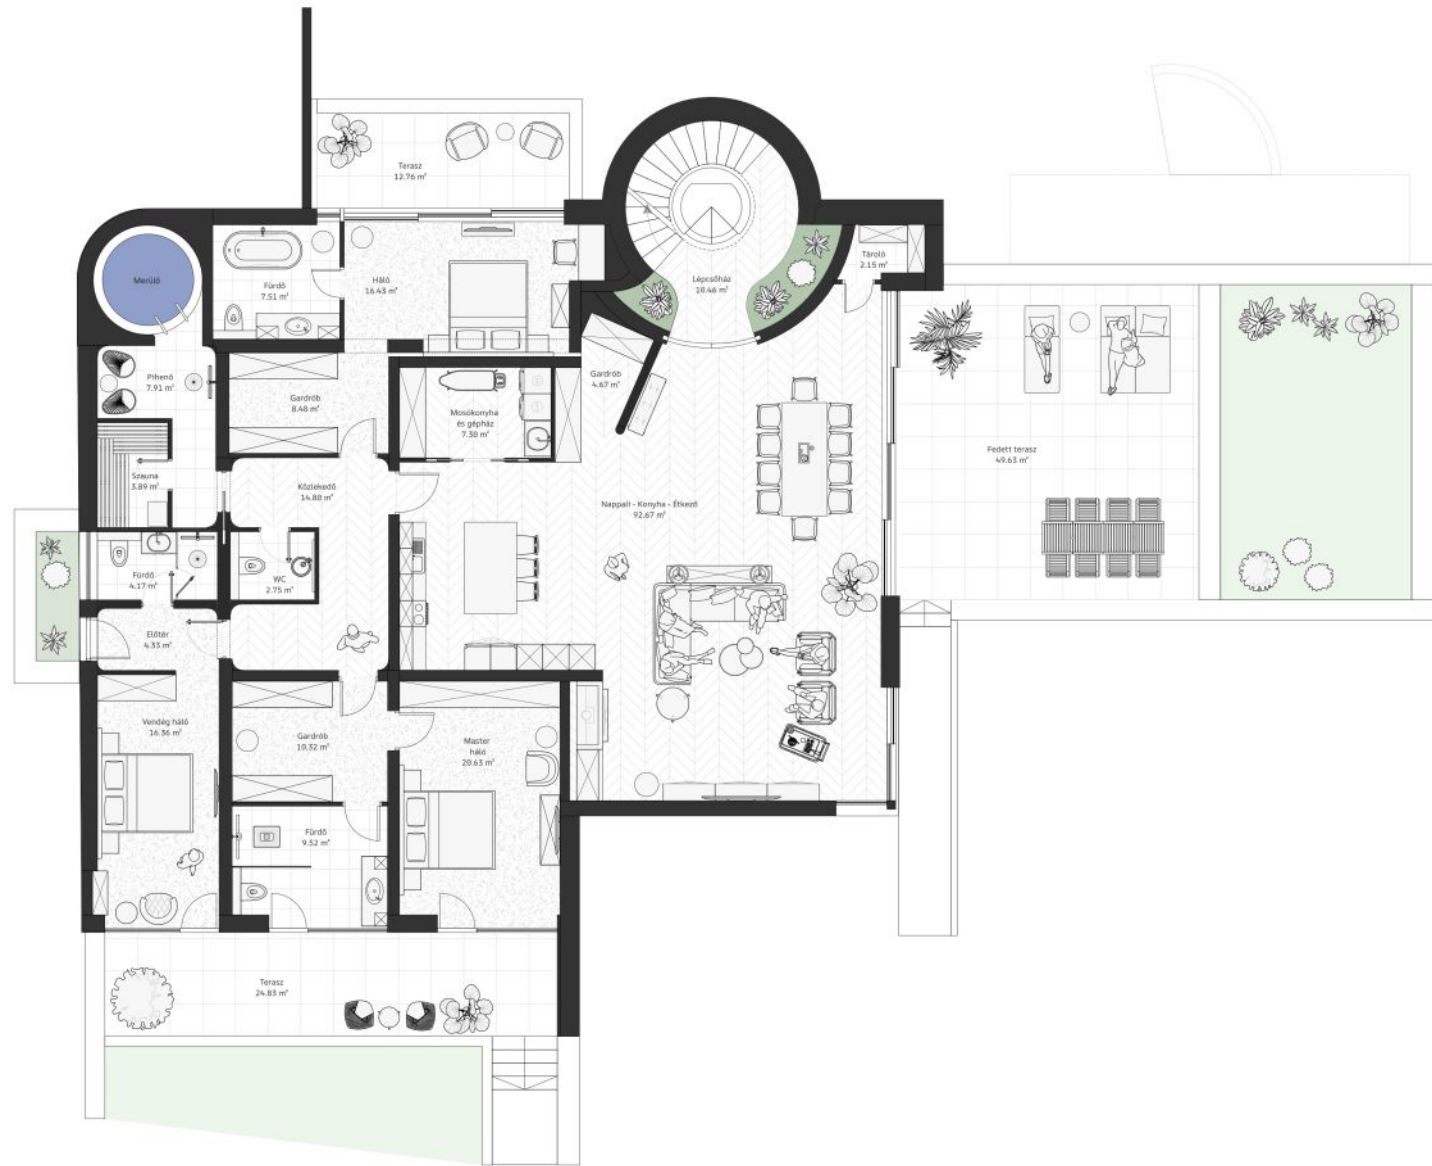 Terasz
12.76 m²
Merülő
Fürdő
7.51 m²
Háló
16.43 m²
Lépcsőház
18.46 m²
Tároló
2.15 m²
Pihenő
7.91 m²
Gardrób
8.48 m²
Mosókonyha
és gépház
7.30 m²
Gardrób
4.67 m²
Szauna
3.89 m²
Közlekedő
14.88 m²
Nappali - Konyha - Étkező
92.67 m²
Fedett terasz
49.63 m²
Fürdő
4.17 m²
WC
2.75 m²
Előtér
4.33 m²
Vendég háló
16.36 m²
Gardrób
10.32 m²
Master
háló
20.63 m²
Fürdő
9.52 m²
Terasz
24.83 m²